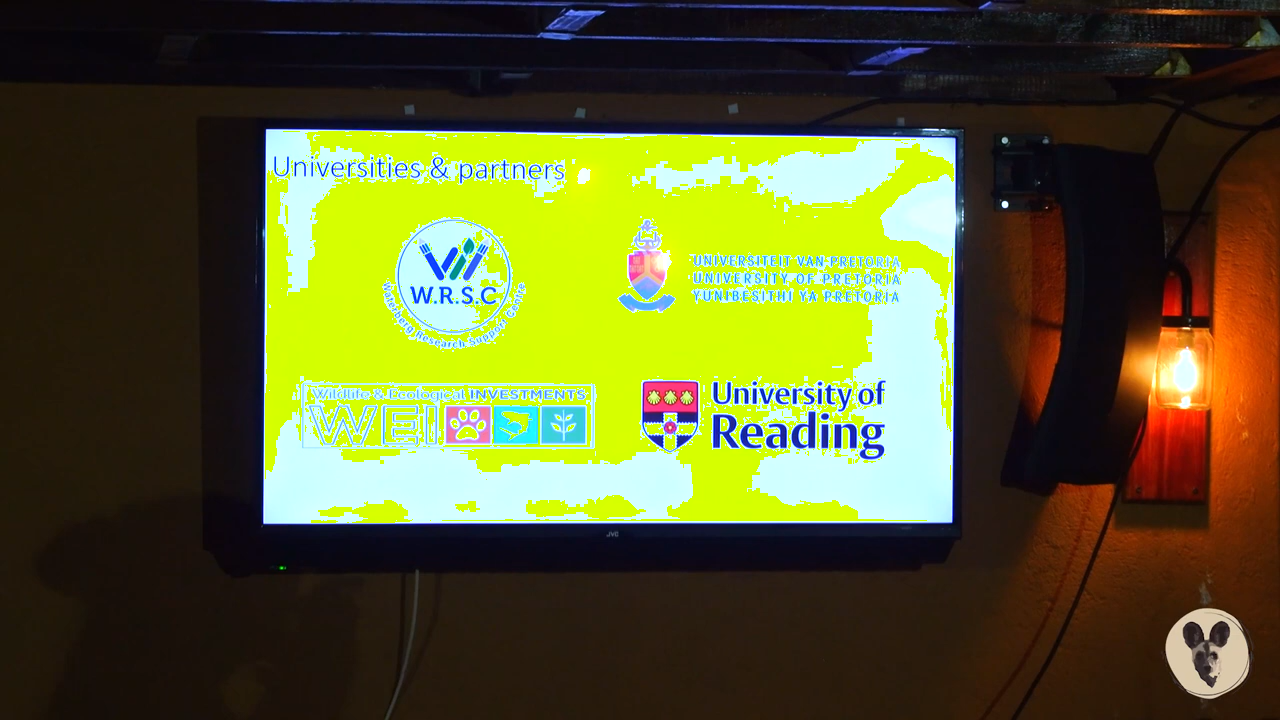 Universities & partners
W.R.S.C
Waterberg Research Support Centre
UNIVERSITEIT VAN PRETORIA
UNIVERSITY OF PRETORIA
YUNIBESITHI YA PRETORIA
Wildlife & Ecological INVESTMENTS
WEI
University of
Reading
JVC